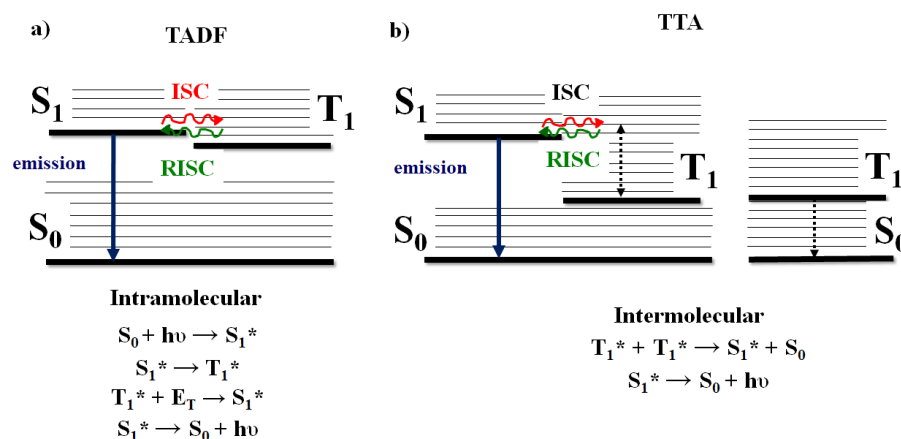 a)
TADF
S₁
ISC
T₁
emission
RISC
S₀
Intramolecular
S₀ + hυ → S₁*
S₁* → T₁*
T₁* + E_T → S₁*
S₁* → S₀ + hυ
b)
TTA
S₁
ISC
emission
RISC
T₁
T₁
S₀
S₀
Intermolecular
T₁* + T₁* → S₁* + S₀
S₁* → S₀ + hυ